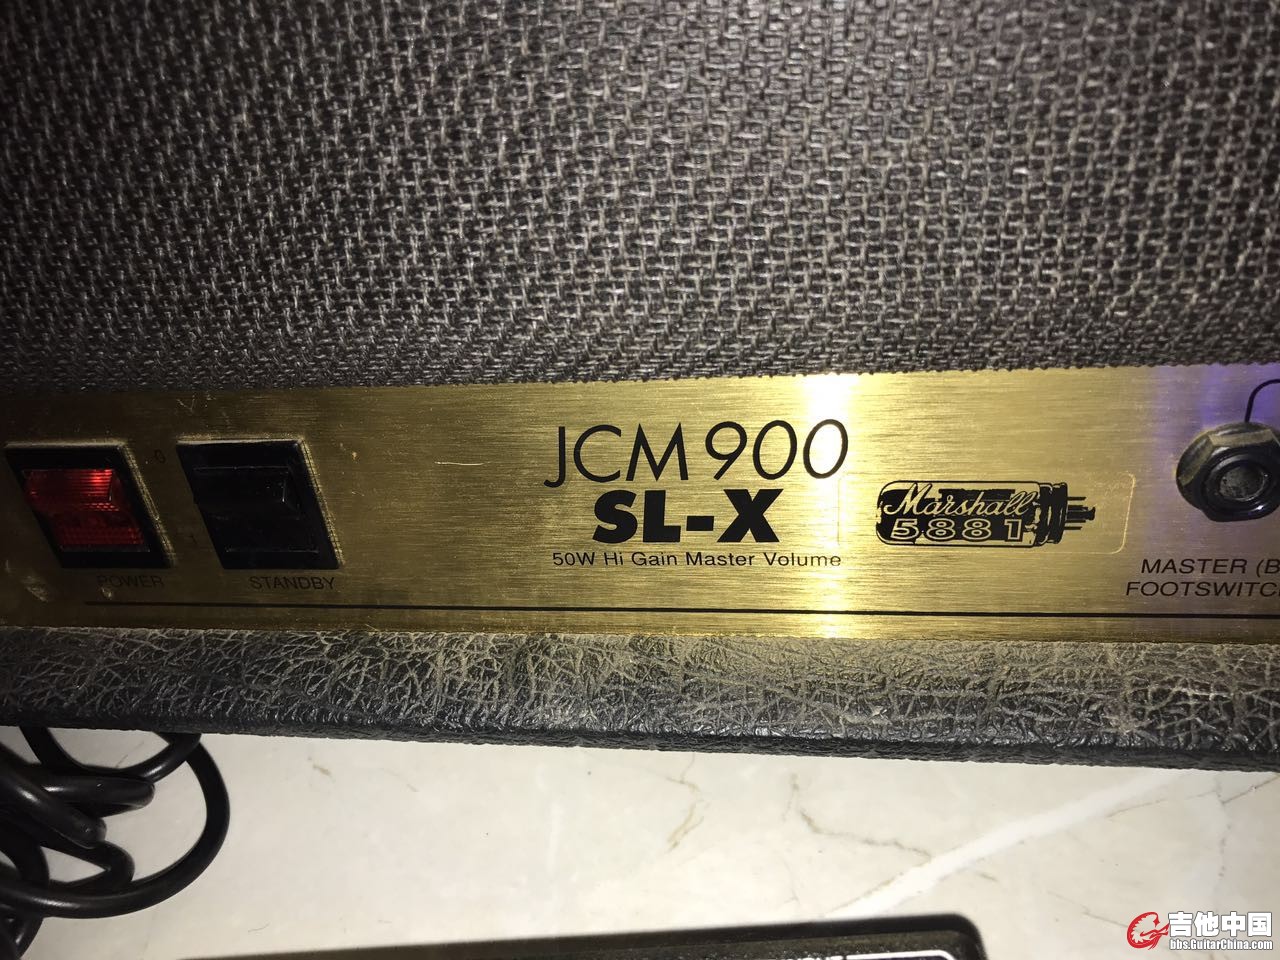 JCM 900
SL-X
50W Hi Gain Master Volume
Marshall
5881
0
1
POWER
STANDBY
MASTER (B
FOOTSWITC
吉他中国
bbs.GuitarChina.com